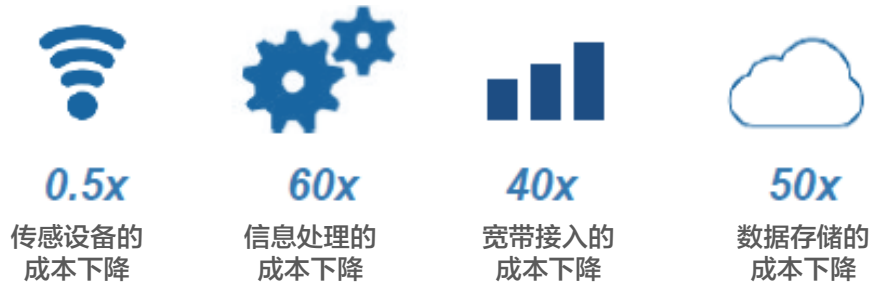 0.5x
传感设备的
成本下降
60x
信息处理的
成本下降
40x
宽带接入的
成本下降
50x
数据存储的
成本下降